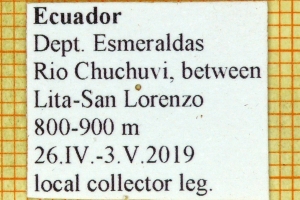 Ecuador
Dept. Esmeraldas
Rio Chuchuvi, between
Lita-San Lorenzo
800-900 m
26.IV.-3.V.2019
local collector leg.